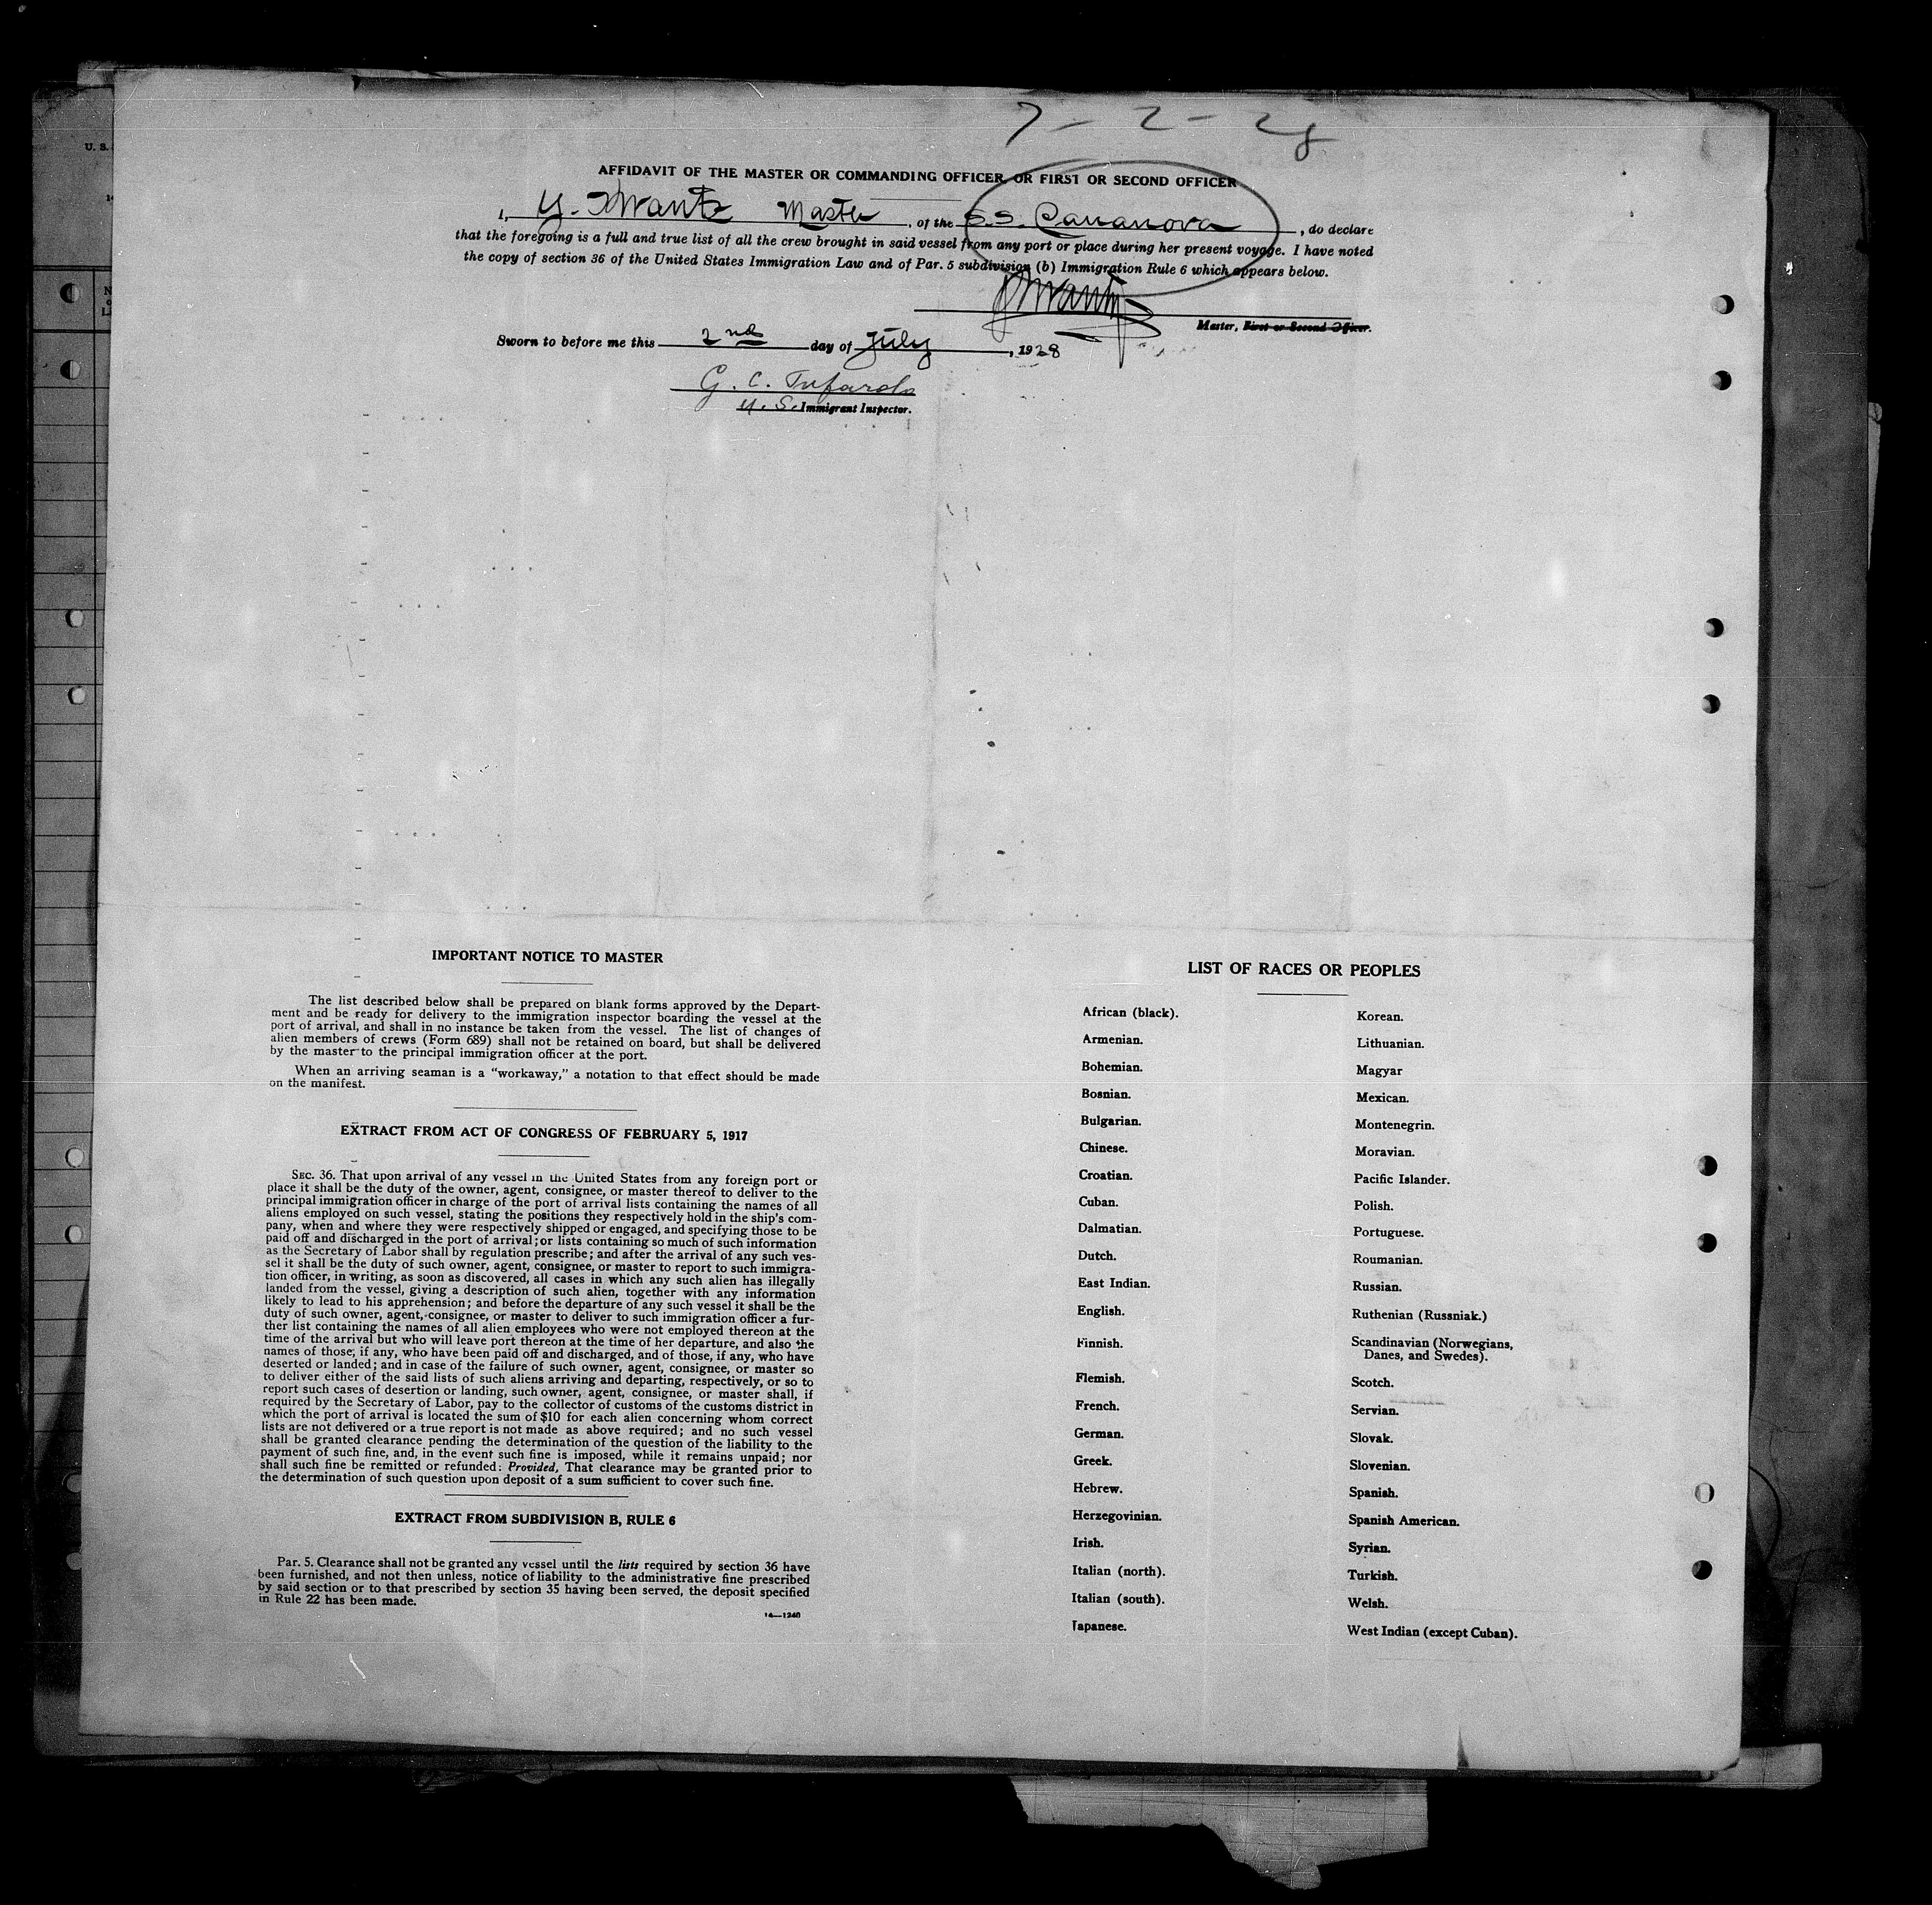 7-2-28
AFFIDAVIT OF THE MASTER OR COMMANDING OFFICER, OR FIRST OR SECOND OFFICER
I, Master, of the S.S. , do declare
that the foregoing is a full and true list of all the crew brought in said vessel from any port or place during her present voyage. I have noted
the copy of section 36 of the United States Immigration Law and of Par. 5 subdivision (b) Immigration Rule 6 which appears below.
Master, First or Second Officer.
Sworn to before me this 2nd day of July, 1928
G. C.
U. S. Immigrant Inspector.
U. S.
IMPORTANT NOTICE TO MASTER
The list described below shall be prepared on blank forms approved by the Depart-
ment and be ready for delivery to the immigration inspector boarding the vessel at the
port of arrival, and shall in no instance be taken from the vessel. The list of changes of
alien members of crews (Form 689) shall not be retained on board, but shall be delivered
by the master to the principal immigration officer at the port.
When an arriving seaman is a "workaway," a notation to that effect should be made
on the manifest.
EXTRACT FROM ACT OF CONGRESS OF FEBRUARY 5, 1917
SEC. 36. That upon arrival of any vessel in the United States from any foreign port or
place it shall be the duty of the owner, agent, consignee, or master thereof to deliver to the
principal immigration officer in charge of the port of arrival lists containing the names of all
aliens employed on such vessel, stating the positions they respectively hold in the ship's com-
pany, when and where they were respectively shipped or engaged, and specifying those to be
paid off and discharged in the port of arrival; or lists containing so much of such information
as the Secretary of Labor shall by regulation prescribe; and after the arrival of any such ves-
sel it shall be the duty of such owner, agent, consignee, or master to report to such immigra-
tion officer, in writing, as soon as discovered, all cases in which any such alien has illegally
landed from the vessel, giving a description of such alien, together with any information
likely to lead to his apprehension; and before the departure of any such vessel it shall be the
duty of such owner, agent, consignee, or master to deliver to such immigration officer a fur-
ther list containing the names of all alien employees who were not employed thereon at the
time of the arrival but who will leave port thereon at the time of her departure, and also the
names of those, if any, who have been paid off and discharged, and of those, if any, who have
deserted or landed; and in case of the failure of such owner, agent, consignee, or master so
to deliver either of the said lists of such aliens arriving and departing, respectively, or so to
report such cases of desertion or landing, such owner, agent, consignee, or master shall, if
required by the Secretary of Labor, pay to the collector of customs of the customs district in
which the port of arrival is located the sum of $10 for each alien concerning whom correct
lists are not delivered or a true report is not made as above required; and no such vessel
shall be granted clearance pending the determination of the question of the liability to the
payment of such fine, and, in the event such fine is imposed, while it remains unpaid; nor
shall such fine be remitted or refunded: Provided, That clearance may be granted prior to
the determination of such question upon deposit of a sum sufficient to cover such fine.
EXTRACT FROM SUBDIVISION B, RULE 6
Par. 5. Clearance shall not be granted any vessel until the lists required by section 36 have
been furnished, and not then unless, notice of liability to the administrative fine prescribed
by said section or to that prescribed by section 35 having been served, the deposit specified
in Rule 22 has been made.
14—1240
LIST OF RACES OR PEOPLES
African (black).
Armenian.
Bohemian.
Bosnian.
Bulgarian.
Chinese.
Croatian.
Cuban.
Dalmatian.
Dutch.
East Indian.
English.
Finnish.
Flemish.
French.
German.
Greek.
Hebrew.
Herzegovinian.
Irish.
Italian (north).
Italian (south).
Japanese.
Korean.
Lithuanian.
Magyar
Mexican.
Montenegrin.
Moravian.
Pacific Islander.
Polish.
Portuguese.
Roumanian.
Russian.
Ruthenian (Russniak.)
Scandinavian (Norwegians,
Danes, and Swedes).
Scotch.
Servian.
Slovak.
Slovenian.
Spanish.
Spanish American.
Syrian.
Turkish.
Welsh.
West Indian (except Cuban).